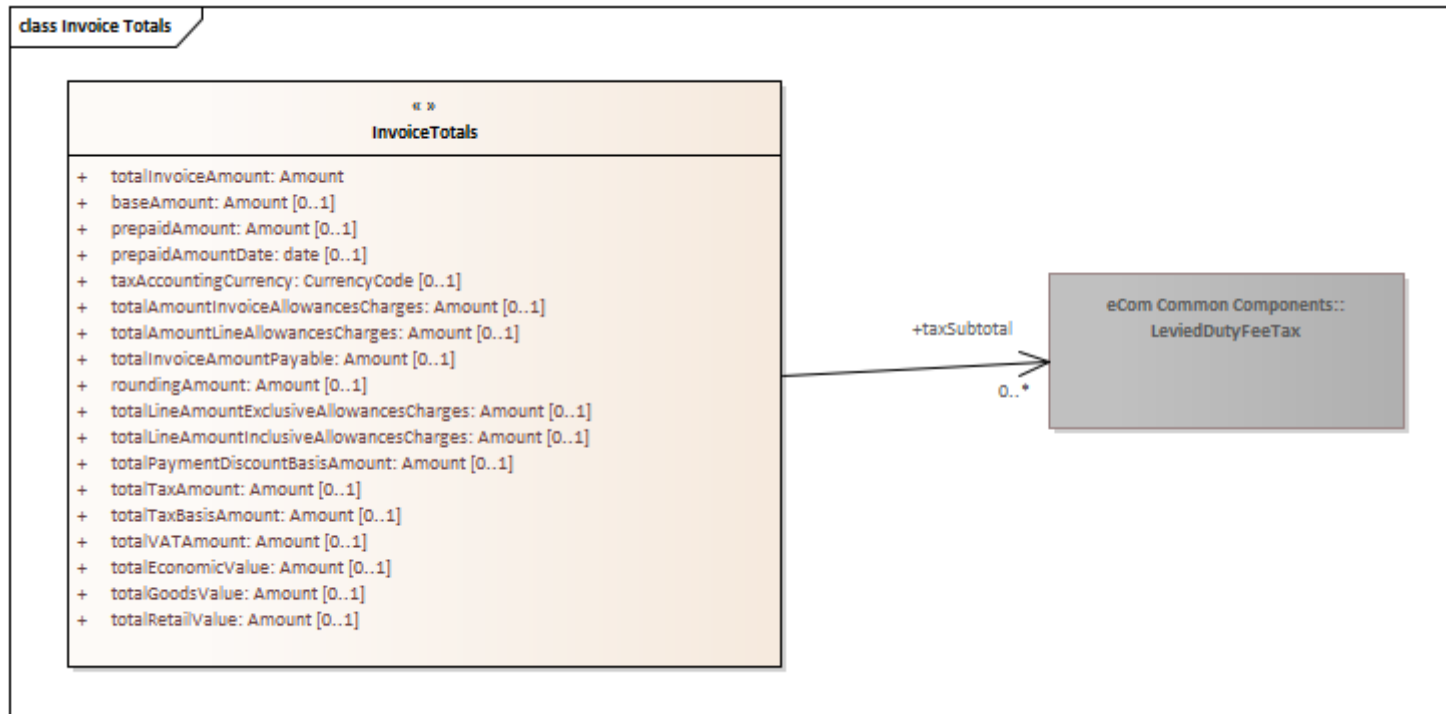 class Invoice Totals
« »
InvoiceTotals
+ totalInvoiceAmount: Amount
+ baseAmount: Amount [0..1]
+ prepaidAmount: Amount [0..1]
+ prepaidAmountDate: date [0..1]
+ taxAccountingCurrency: CurrencyCode [0..1]
+ totalAmountInvoiceAllowancesCharges: Amount [0..1]
+ totalAmountLineAllowancesCharges: Amount [0..1]
+ totalInvoiceAmountPayable: Amount [0..1]
+ roundingAmount: Amount [0..1]
+ totalLineAmountExclusiveAllowancesCharges: Amount [0..1]
+ totalLineAmountInclusiveAllowancesCharges: Amount [0..1]
+ totalPaymentDiscountBasisAmount: Amount [0..1]
+ totalTaxAmount: Amount [0..1]
+ totalTaxBasisAmount: Amount [0..1]
+ totalVATAmount: Amount [0..1]
+ totalEconomicValue: Amount [0..1]
+ totalGoodsValue: Amount [0..1]
+ totalRetailValue: Amount [0..1]
+taxSubtotal
0..*
eCom Common Components::
LeviedDutyFeeTax